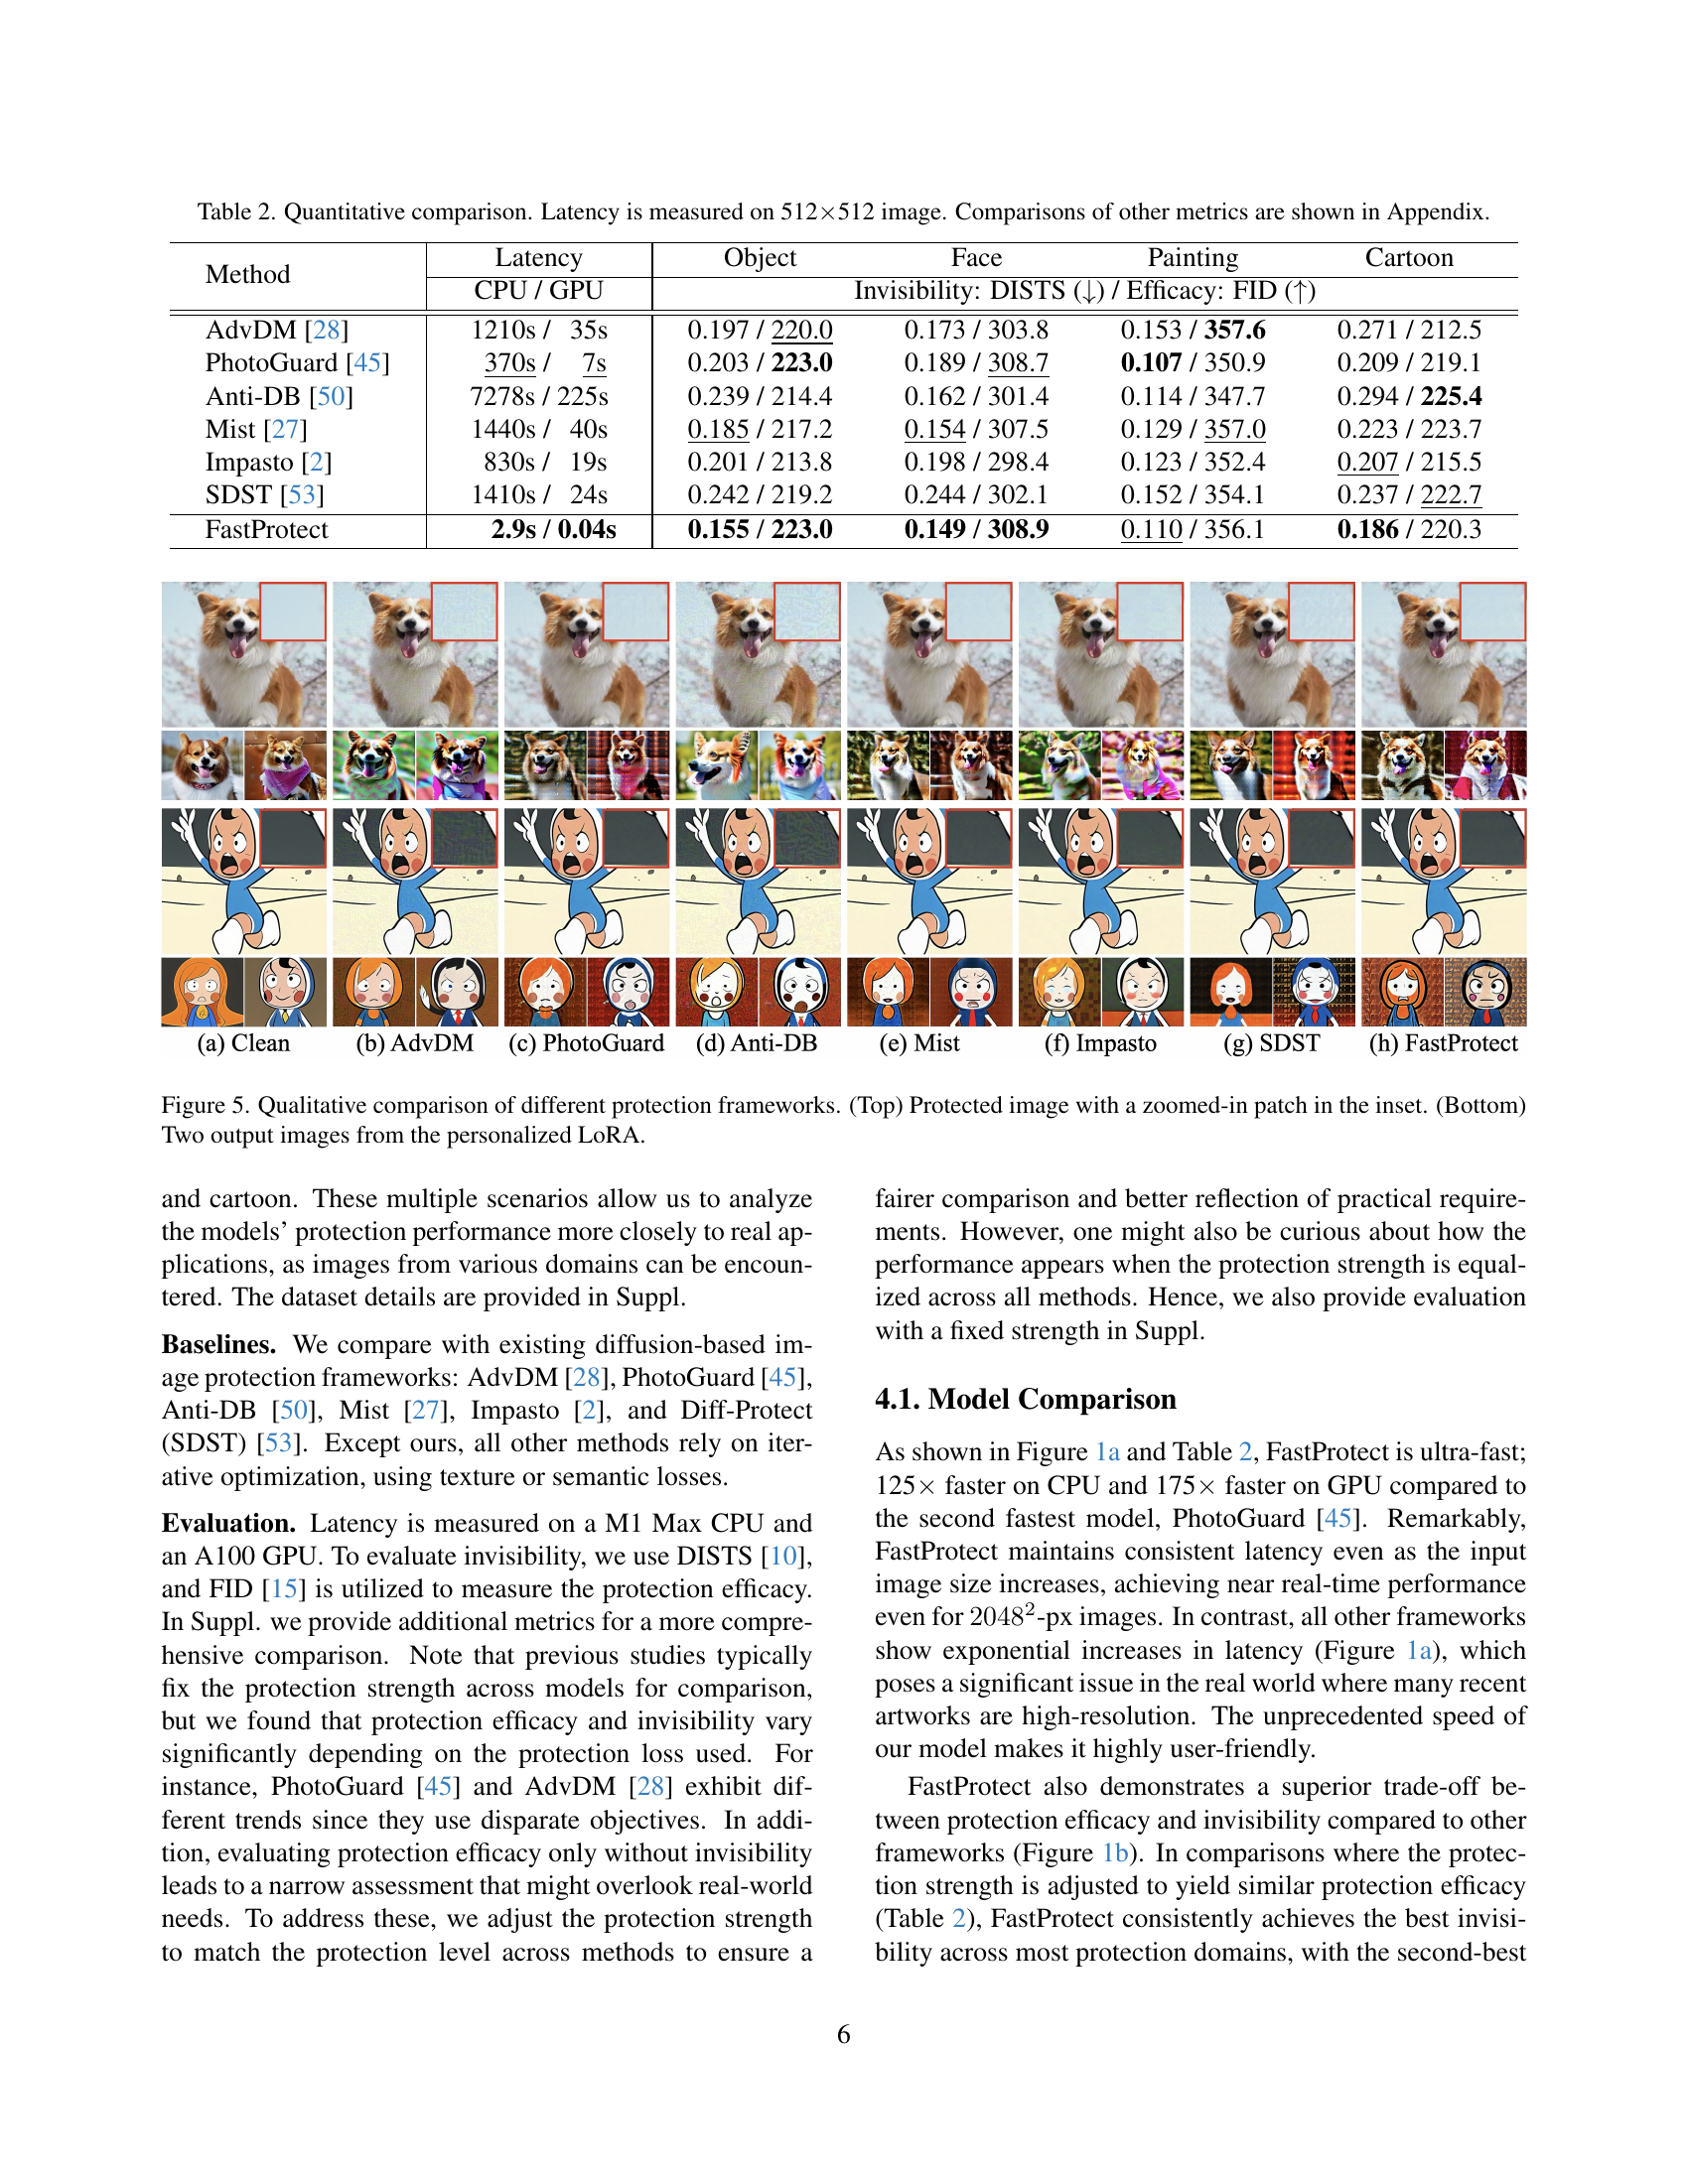 Table 2. Quantitative comparison. Latency is measured on 512×512 image. Comparisons of other metrics are shown in Appendix.
Method Latency Object Face Painting Cartoon
CPU / GPU Invisibility: DISTS (↓) / Efficacy: FID (↑)
AdvDM [28] 1210s / 35s 0.197 / 220.0 0.173 / 303.8 0.153 / 357.6 0.271 / 212.5
PhotoGuard [45] 370s / 7s 0.203 / 223.0 0.189 / 308.7 0.107 / 350.9 0.209 / 219.1
Anti-DB [50] 7278s / 225s 0.239 / 214.4 0.162 / 301.4 0.114 / 347.7 0.294 / 225.4
Mist [27] 1440s / 40s 0.185 / 217.2 0.154 / 307.5 0.129 / 357.0 0.223 / 223.7
Impasto [2] 830s / 19s 0.201 / 213.8 0.198 / 298.4 0.123 / 352.4 0.207 / 215.5
SDST [53] 1410s / 24s 0.242 / 219.2 0.244 / 302.1 0.152 / 354.1 0.237 / 222.7
FastProtect 2.9s / 0.04s 0.155 / 223.0 0.149 / 308.9 0.110 / 356.1 0.186 / 220.3
(a) Clean (b) AdvDM (c) PhotoGuard (d) Anti-DB (e) Mist (f) Impasto (g) SDST (h) FastProtect
Figure 5. Qualitative comparison of different protection frameworks. (Top) Protected image with a zoomed-in patch in the inset. (Bottom)
Two output images from the personalized LoRA.
and cartoon. These multiple scenarios allow us to analyze
the models' protection performance more closely to real ap-
plications, as images from various domains can be encoun-
tered. The dataset details are provided in Suppl.
Baselines. We compare with existing diffusion-based im-
age protection frameworks: AdvDM [28], PhotoGuard [45],
Anti-DB [50], Mist [27], Impasto [2], and Diff-Protect
(SDST) [53]. Except ours, all other methods rely on iter-
ative optimization, using texture or semantic losses.
Evaluation. Latency is measured on a M1 Max CPU and
an A100 GPU. To evaluate invisibility, we use DISTS [10],
and FID [15] is utilized to measure the protection efficacy.
In Suppl. we provide additional metrics for a more compre-
hensive comparison. Note that previous studies typically
fix the protection strength across models for comparison,
but we found that protection efficacy and invisibility vary
significantly depending on the protection loss used. For
instance, PhotoGuard [45] and AdvDM [28] exhibit dif-
ferent trends since they use disparate objectives. In addi-
tion, evaluating protection efficacy only without invisibility
leads to a narrow assessment that might overlook real-world
needs. To address these, we adjust the protection strength
to match the protection level across methods to ensure a
fairer comparison and better reflection of practical require-
ments. However, one might also be curious about how the
performance appears when the protection strength is equal-
ized across all methods. Hence, we also provide evaluation
with a fixed strength in Suppl.
4.1. Model Comparison
As shown in Figure 1a and Table 2, FastProtect is ultra-fast;
125× faster on CPU and 175× faster on GPU compared to
the second fastest model, PhotoGuard [45]. Remarkably,
FastProtect maintains consistent latency even as the input
image size increases, achieving near real-time performance
even for 2048²-px images. In contrast, all other frameworks
show exponential increases in latency (Figure 1a), which
poses a significant issue in the real world where many recent
artworks are high-resolution. The unprecedented speed of
our model makes it highly user-friendly.
FastProtect also demonstrates a superior trade-off be-
tween protection efficacy and invisibility compared to other
frameworks (Figure 1b). In comparisons where the protec-
tion strength is adjusted to yield similar protection efficacy
(Table 2), FastProtect consistently achieves the best invisi-
bility across most protection domains, with the second-best
6